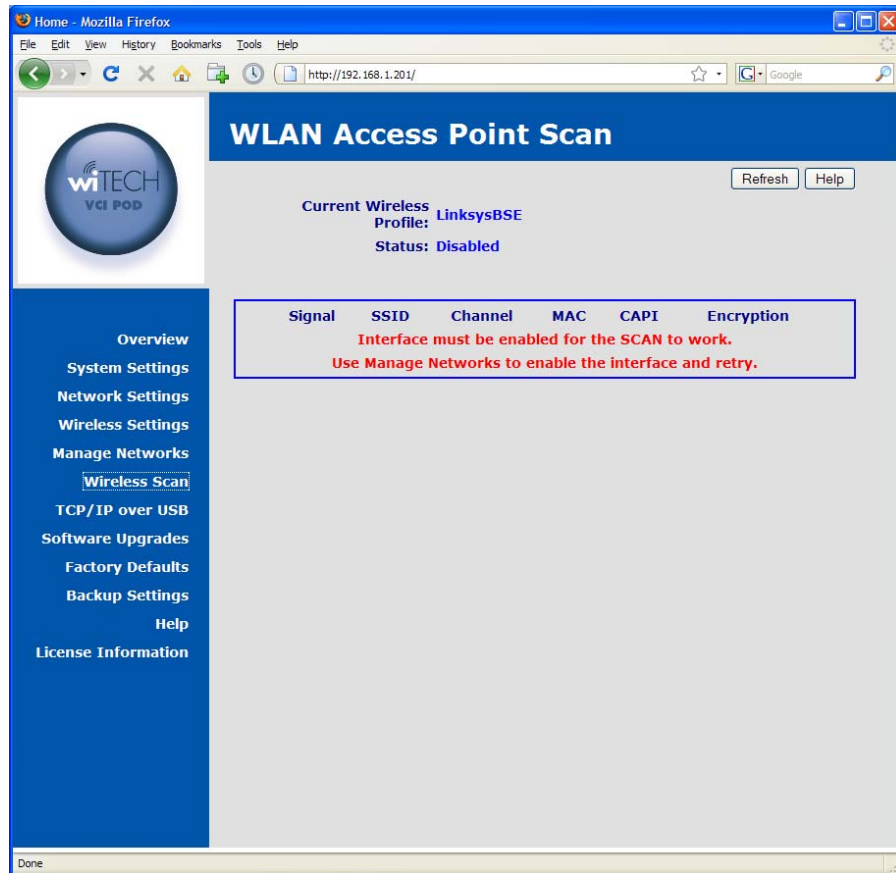 Home - Mozilla Firefox
File Edit View History Bookmarks Tools Help
http://192.168.1.201/
G Google
wiTECH
VCI POD
WLAN Access Point Scan
Refresh Help
Current Wireless
Profile: LinksysBSE
Status: Disabled
Signal SSID Channel MAC CAPI Encryption
Interface must be enabled for the SCAN to work.
Use Manage Networks to enable the interface and retry.
Overview
System Settings
Network Settings
Wireless Settings
Manage Networks
Wireless Scan
TCP/IP over USB
Software Upgrades
Factory Defaults
Backup Settings
Help
License Information
Done